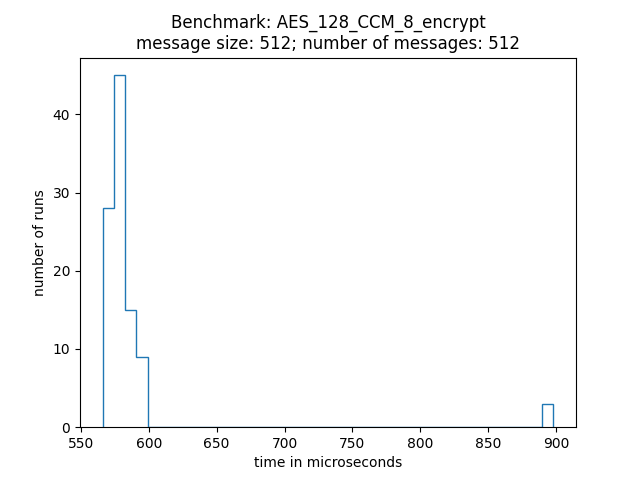 Benchmark: AES_128_CCM_8_encrypt
message size: 512; number of messages: 512
number of runs
40
30
20
10
0
550 600 650 700 750 800 850 900
time in microseconds